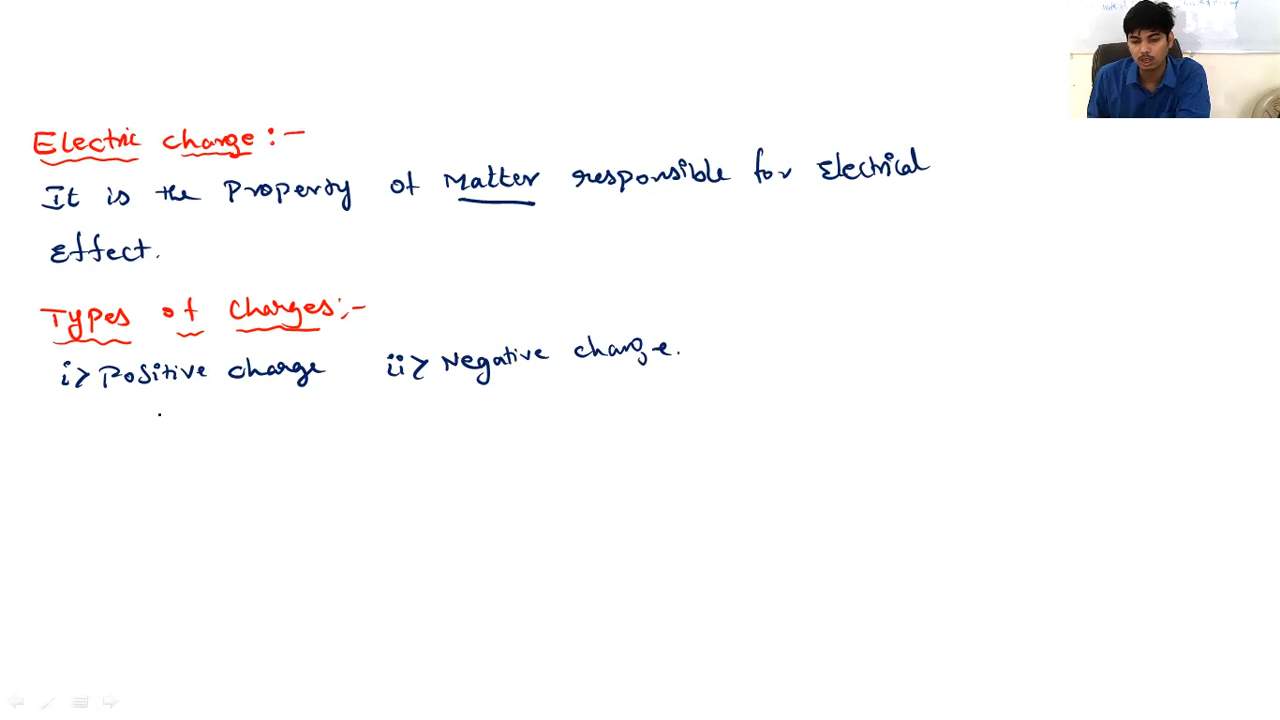 Electric charge :-
It is the Property of Matter responsible for Electrical
Effect.
Types of Charges :-
i> Positive charge ii> Negative charge.